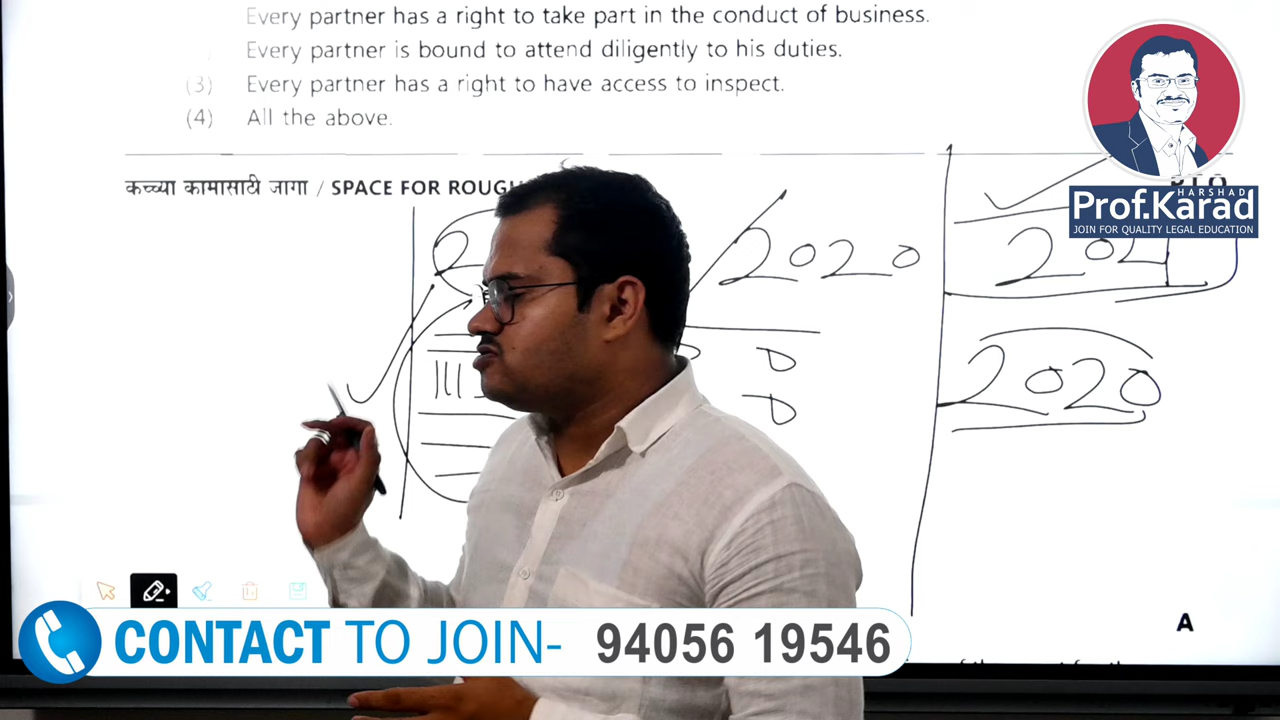 Every partner has a right to take part in the conduct of business.
Every partner is bound to attend diligently to his duties.
(3) Every partner has a right to have access to inspect.
(4) All the above.
कच्च्या कामासाठी जागा / SPACE FOR ROUGH
P.T.O.
HARSHAD
Prof.Karad
JOIN FOR QUALITY LEGAL EDUCATION
2020
2021
2020
A
CONTACT TO JOIN- 94056 19546